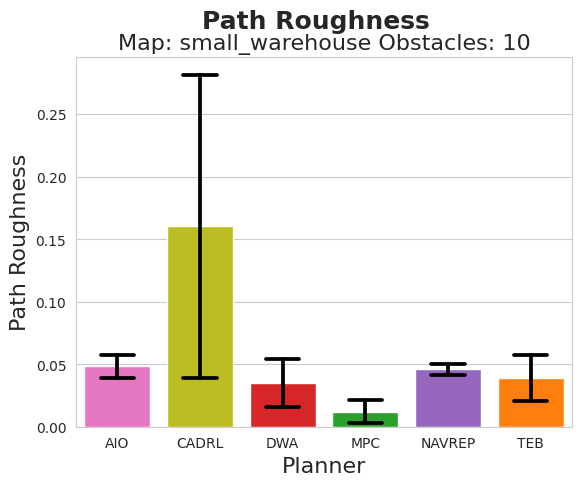 Path Roughness
Map: small_warehouse Obstacles: 10
Path Roughness
0.25
0.20
0.15
0.10
0.05
0.00
AIO CADRL DWA MPC NAVREP TEB
Planner